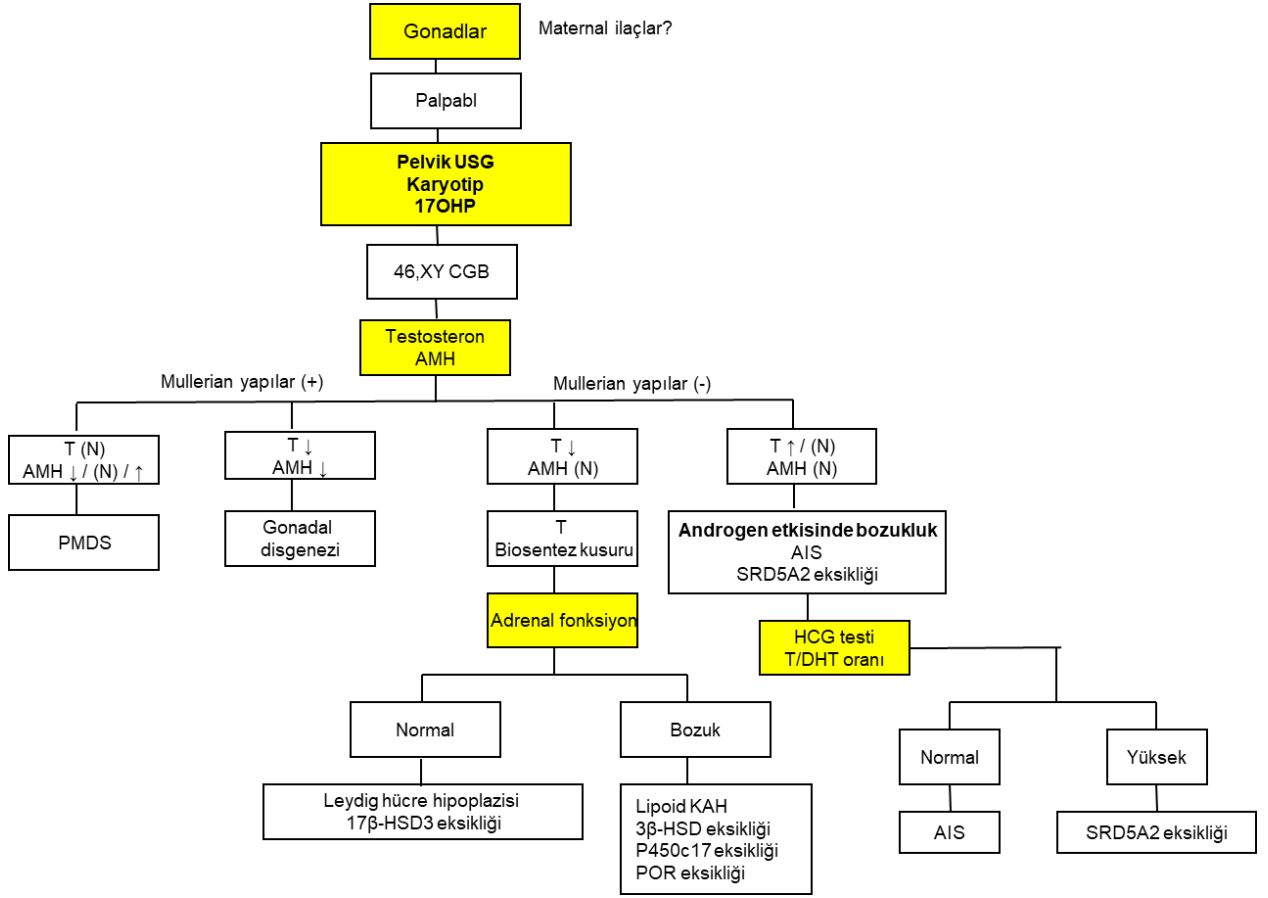 Gonadlar
Maternal ilaçlar?
Palpabl
Pelvik USG
Karyotip
17OHP
46,XY CGB
Testosteron
AMH
Mullerian yapılar (+)
Mullerian yapılar (-)
T (N)
AMH ↓ / (N) / ↑
T ↓
AMH ↓
T ↓
AMH (N)
T ↑ / (N)
AMH (N)
PMDS
Gonadal
disgenezi
T
Biosentez kusuru
Androgen etkisinde bozukluk
AIS
SRD5A2 eksikliği
Adrenal fonksiyon
HCG testi
T/DHT oranı
Normal
Bozuk
Normal
Yüksek
Leydig hücre hipoplazisi
17β-HSD3 eksikliği
Lipoid KAH
3β-HSD eksikliği
P450c17 eksikliği
POR eksikliği
AIS
SRD5A2 eksikliği